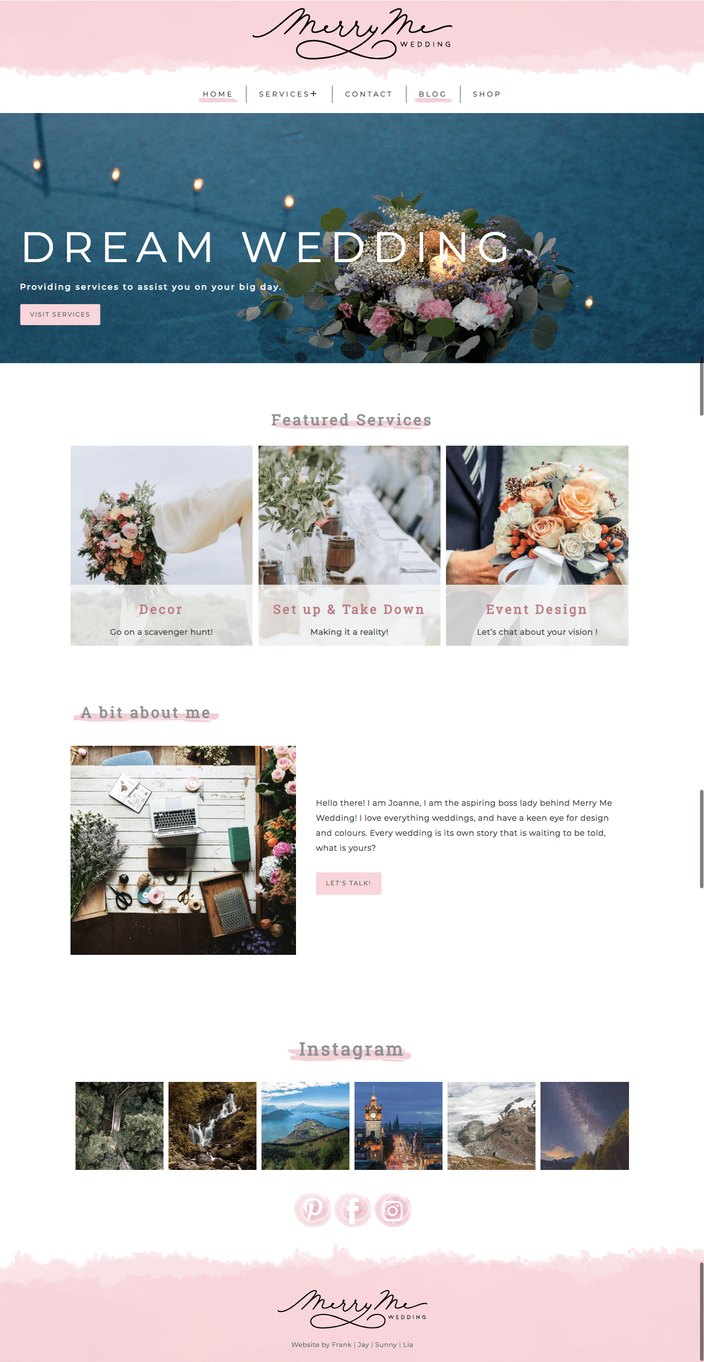 Merry Me
WEDDING
HOME
SERVICES+
CONTACT
BLOG
SHOP
DREAM WEDDING
Providing services to assist you on your big day.
VISIT SERVICES
Featured Services
Decor
Go on a scavenger hunt!
Set up & Take Down
Making it a reality!
Event Design
Let's chat about your vision !
A bit about me
Hello there! I am Joanne, I am the aspiring boss lady behind Merry Me
Wedding! I love everything weddings, and have a keen eye for design
and colours. Every wedding is its own story that is waiting to be told,
what is yours?
LET'S TALK!
Instagram
Merry Me
WEDDING
Website by Frank | Jay | Sunny | Lia